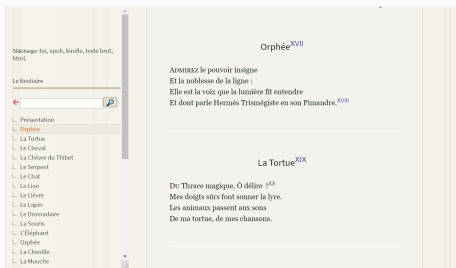 Télécharger :tei, epub, kindle, texte brut,
html.
Le Bestiaire
Présentation
Orphée
La Tortue
Le Cheval
La Chèvre du Thibet
Le Serpent
Le Chat
Le Lion
Le Lièvre
Le Lapin
Le Dromadaire
La Souris
L'Éléphant
Orphée
La Chenille
La Mouche
OrphéeXVII
ADMIREZ le pouvoir insigne
Et la noblesse de la ligne :
Elle est la voix que la lumière fit entendre
Et dont parle Hermès Trismégiste en son Pimandre.XVIII
La TortueXIX
DU Thrace magique, Ô délire !XX
Mes doigts sûrs font sonner la lyre.
Les animaux passent aux sons
De ma tortue, de mes chansons.